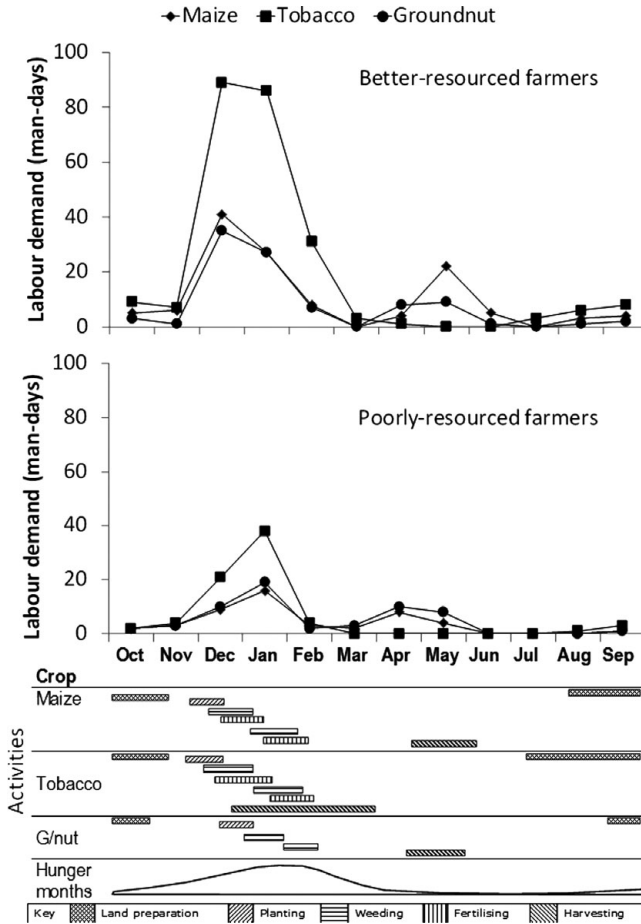 Maize Tobacco Groundnut
100
Better-resourced farmers
80
60
40
20
0
Labour demand (man-days)
100
80
Poorly-resourced farmers
60
40
20
0
Labour demand (man-days)
Oct Nov Dec Jan Feb Mar Apr May Jun Jul Aug Sep
Crop
Maize
Activities
Tobacco
G/nut
Hunger
months
Key Land preparation Planting Weeding Fertilising Harvesting